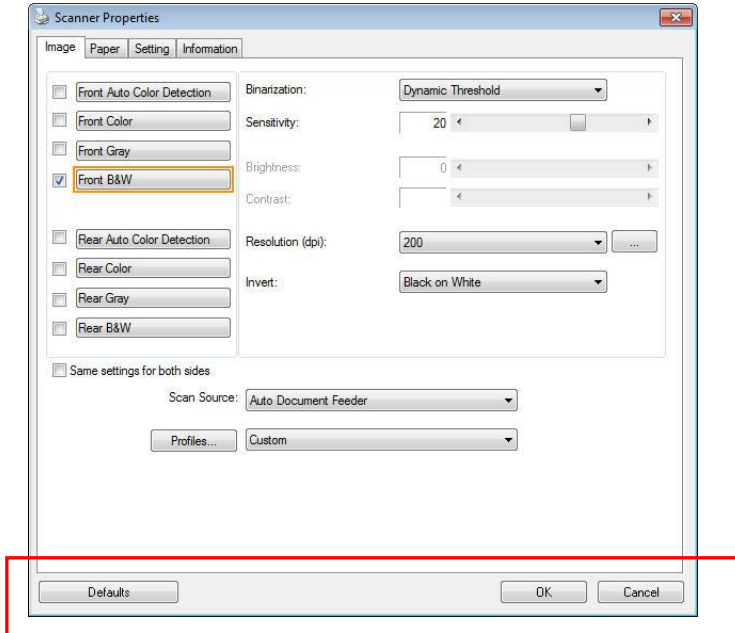 Scanner Properties
Image Paper Setting Information
Front Auto Color Detection
Front Color
Front Gray
Front B&W
Rear Auto Color Detection
Rear Color
Rear Gray
Rear B&W
Binarization: Dynamic Threshold
Sensitivity: 20
Brightness: 0
Contrast:
Resolution (dpi): 200 ...
Invert: Black on White
Same settings for both sides
Scan Source: Auto Document Feeder
Profiles... Custom
Defaults OK Cancel